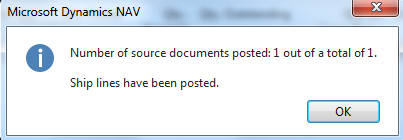 Microsoft Dynamics NAV
Number of source documents posted: 1 out of a total of 1.
Ship lines have been posted.
OK